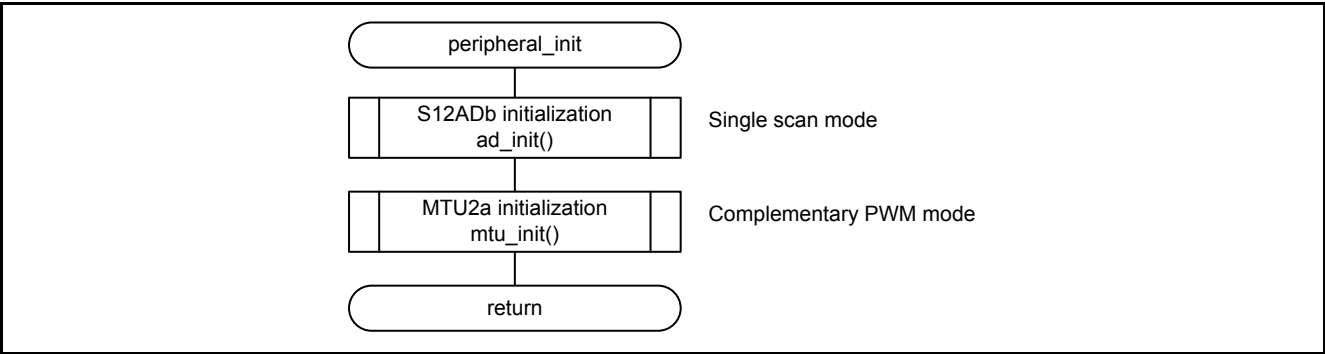 peripheral_init
S12ADb initialization
ad_init()
Single scan mode
MTU2a initialization
mtu_init()
Complementary PWM mode
return